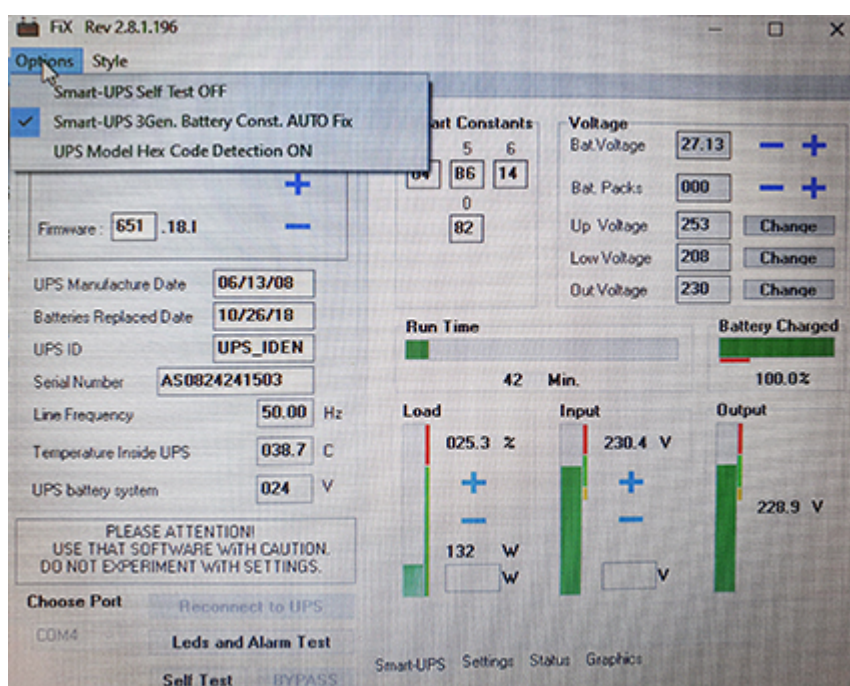 FiX Rev 2.8.1.196
Options Style
Smart-UPS Self Test OFF
Smart-UPS 3Gen. Battery Const. AUTO Fix
UPS Model Hex Code Detection ON
Constants
5 6
B6 14
0
82
Voltage
Bat.Voltage 27.13
Bat. Packs 000
Up Voltage 253 Change
Low Voltage 208 Change
Out Voltage 230 Change
Firmware : 651 .18.I
UPS Manufacture Date 06/13/08
Batteries Replaced Date 10/26/18
UPS ID UPS_IDEN
Serial Number AS0824241503
Line Frequency 50.00 Hz
Temperature Inside UPS 038.7 C
UPS battery system 024 V
Run Time
42 Min.
Battery Charged
100.0%
Load
025.3 %
132 W
W
Input
230.4 V
V
Output
228.9 V
PLEASE ATTENTION!
USE THAT SOFTWARE WiTH CAUTION.
DO NOT EXPERIMENT WiTH SETTINGS.
Choose Port
COM4
Reconnect to UPS
Leds and Alarm Test
Self Test BYPASS
Smart-UPS Settings Status Graphics